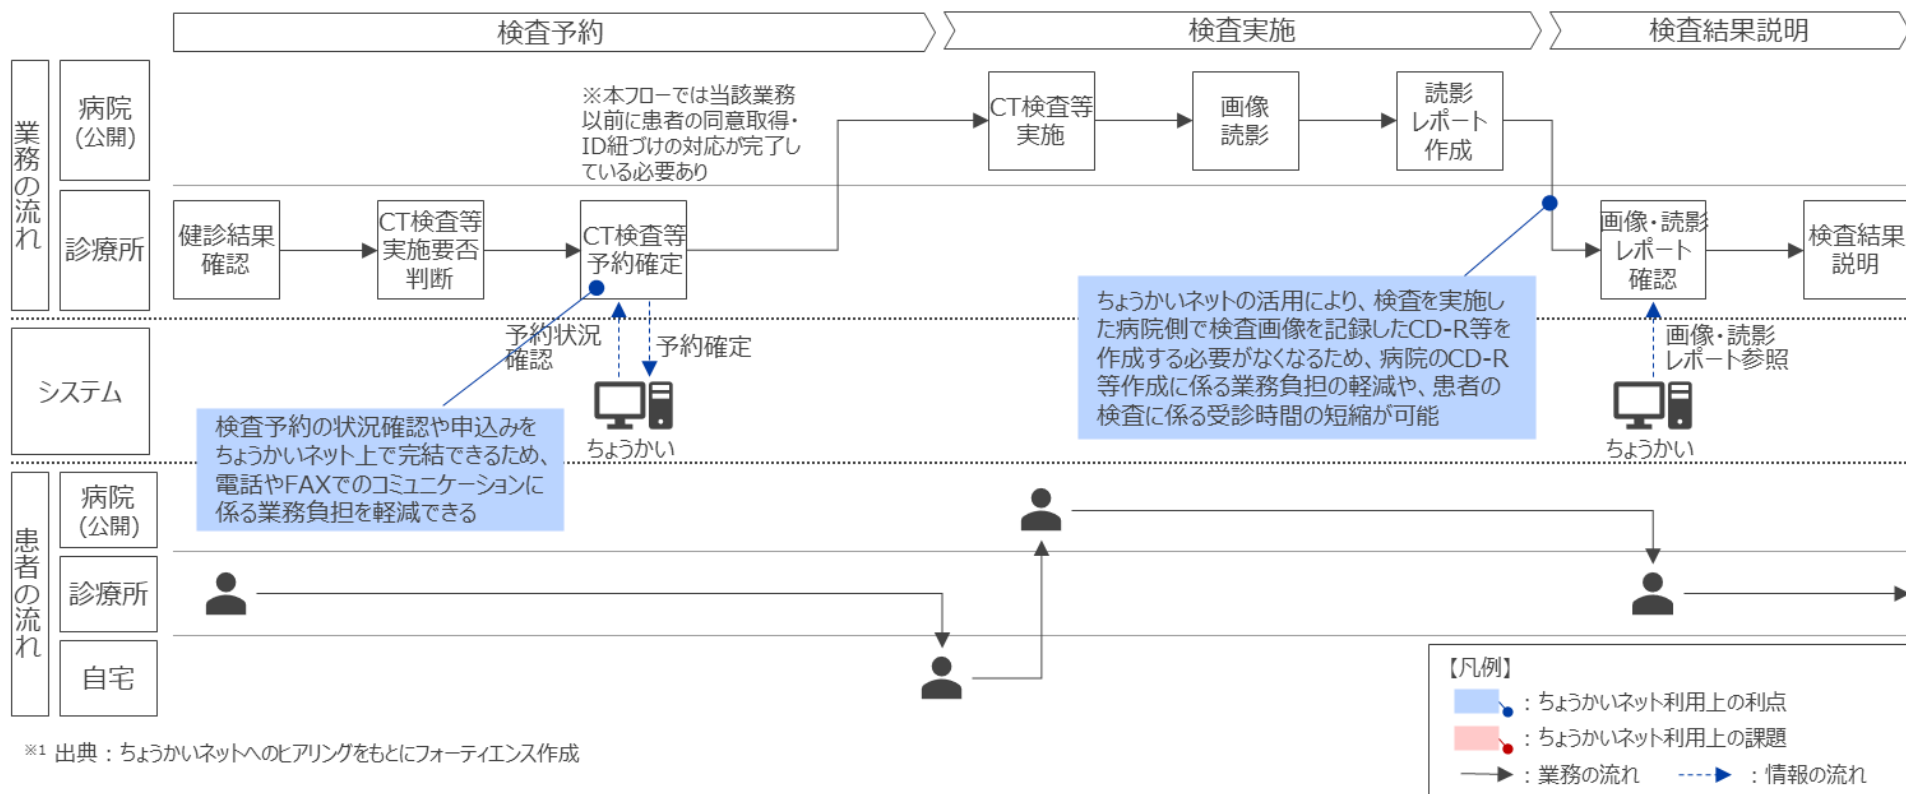 検査予約
検査実施
検査結果説明
業務の流れ
病院
(公開)
診療所
※本フローでは当該業務
以前に患者の同意取得・
ID紐づけの対応が完了し
ている必要あり
CT検査等
実施
画像
読影
読影
レポート
作成
健診結果
確認
CT検査等
実施要否
判断
CT検査等
予約確定
画像・読影
レポート
確認
検査結果
説明
システム
予約状況
確認
予約確定
ちょうかい
検査予約の状況確認や申込みを
ちょうかいネット上で完結できるため、
電話やFAXでのコミュニケーションに
係る業務負担を軽減できる
ちょうかいネットの活用により、検査を実施し
た病院側で検査画像を記録したCD-R等を
作成する必要がなくなるため、病院のCD-R
等作成に係る業務負担の軽減や、患者の
検査に係る受診時間の短縮が可能
画像・読影
レポート参照
ちょうかい
患者の流れ
病院
(公開)
診療所
自宅
【凡例】
：ちょうかいネット利用上の利点
：ちょうかいネット利用上の課題
：業務の流れ
：情報の流れ
※1 出典：ちょうかいネットへのヒアリングをもとにフォーティエンス作成